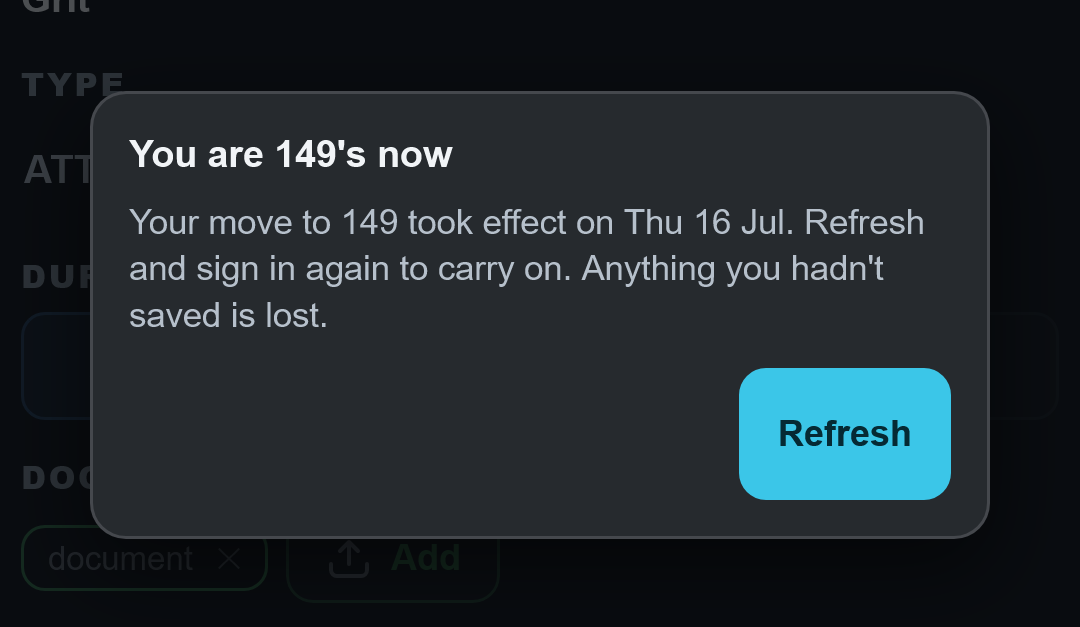 Grit
TYPE
You are 149's now
ATT
Your move to 149 took effect on Thu 16 Jul. Refresh
and sign in again to carry on. Anything you hadn't
saved is lost.
DUR
Refresh
DOC
document
Add